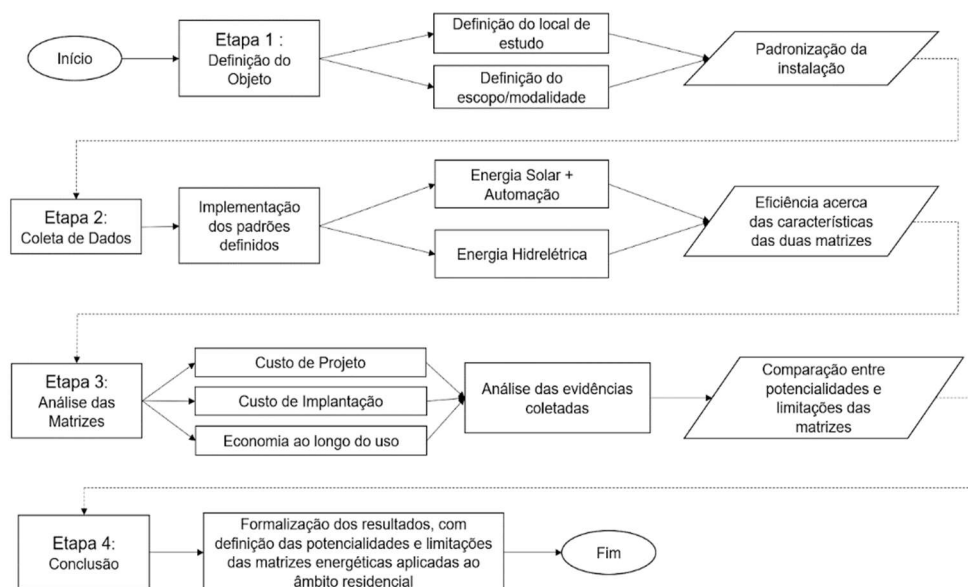 Início
Etapa 1 :
Definição do
Objeto
Definição do local de
estudo
Definição do
escopo/modalidade
Padronização da
instalação
Etapa 2:
Coleta de Dados
Implementação
dos padrões
definidos
Energia Solar +
Automação
Energia Hidrelétrica
Eficiência acerca
das características
das duas matrizes
Etapa 3:
Análise das
Matrizes
Custo de Projeto
Custo de Implantação
Economia ao longo do uso
Análise das evidências
coletadas
Comparação entre
potencialidades e
limitações das
matrizes
Etapa 4:
Conclusão
Formalização dos resultados, com
definição das potencialidades e limitações
das matrizes energéticas aplicadas ao
âmbito residencial
Fim